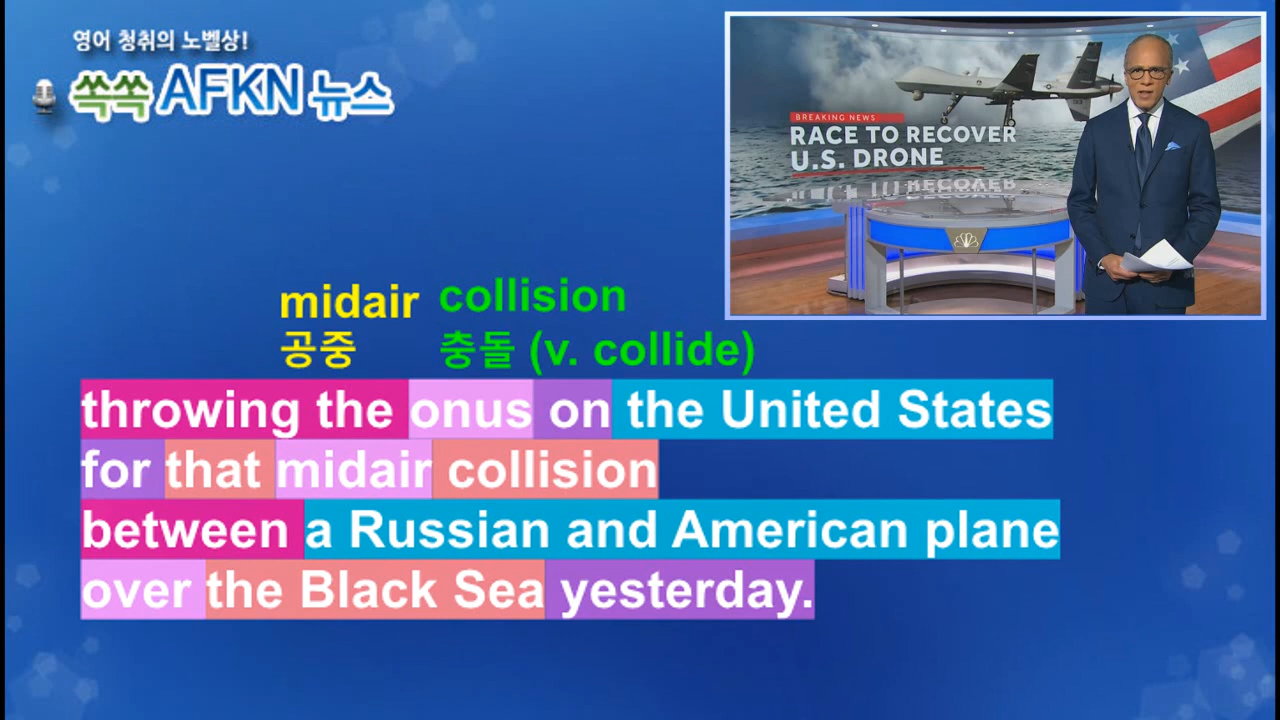 영어 청취의 노벨상!
쏙쏙 AFKN 뉴스
BREAKING NEWS
RACE TO RECOVER
U.S. DRONE
midair collision
공중 충돌 (v. collide)
throwing the onus on the United States
for that midair collision
between a Russian and American plane
over the Black Sea yesterday.